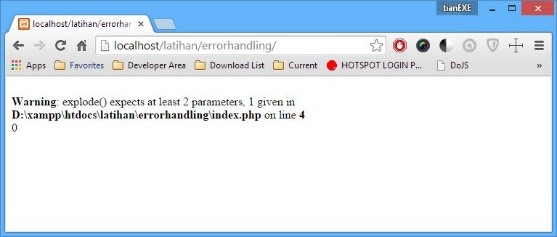 tianEXE
localhost/latihan/errorha
localhost/latihan/errorhandling/
Apps Favorites Developer Area Download List Current HOTSPOT LOGIN P... DoJS
Warning: explode() expects at least 2 parameters, 1 given in
D:\xampp\htdocs\latihan\errorhandling\index.php on line 4
0